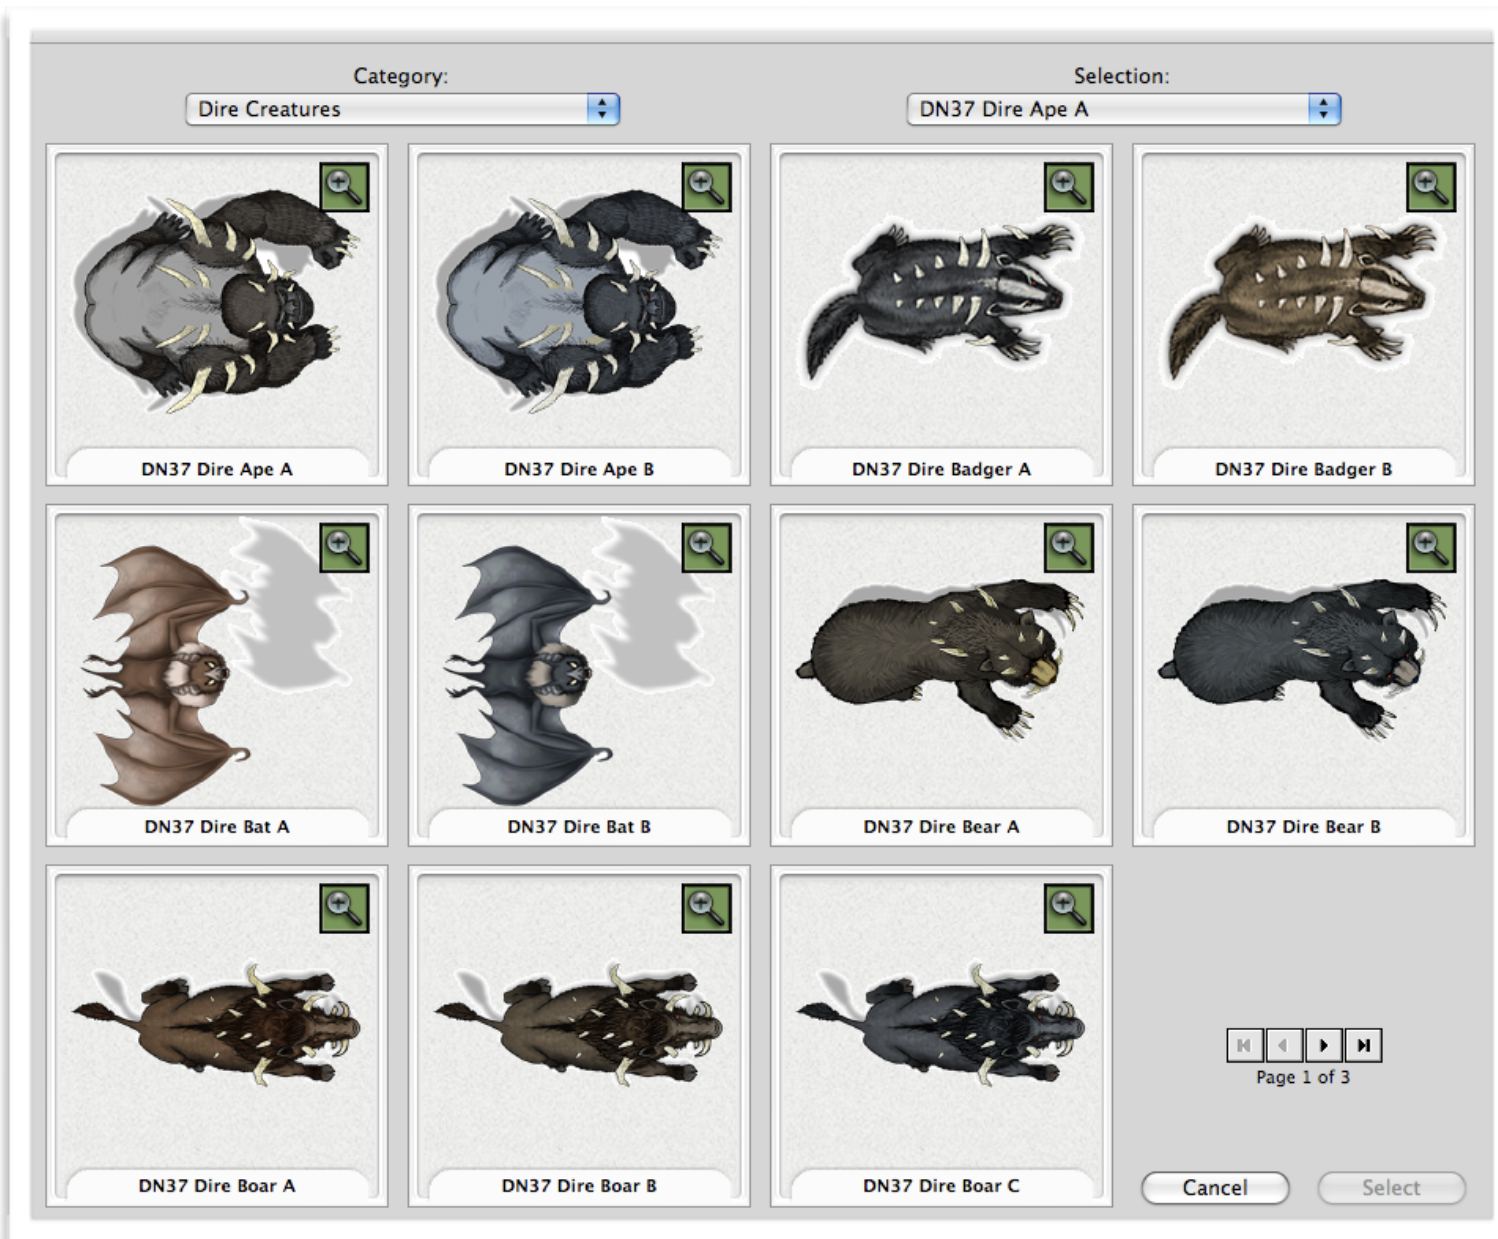 Category:
Selection:
Dire Creatures
DN37 Dire Ape A
DN37 Dire Ape A
DN37 Dire Ape B
DN37 Dire Badger A
DN37 Dire Badger B
DN37 Dire Bat A
DN37 Dire Bat B
DN37 Dire Bear A
DN37 Dire Bear B
DN37 Dire Boar A
DN37 Dire Boar B
DN37 Dire Boar C
Page 1 of 3
Cancel
Select